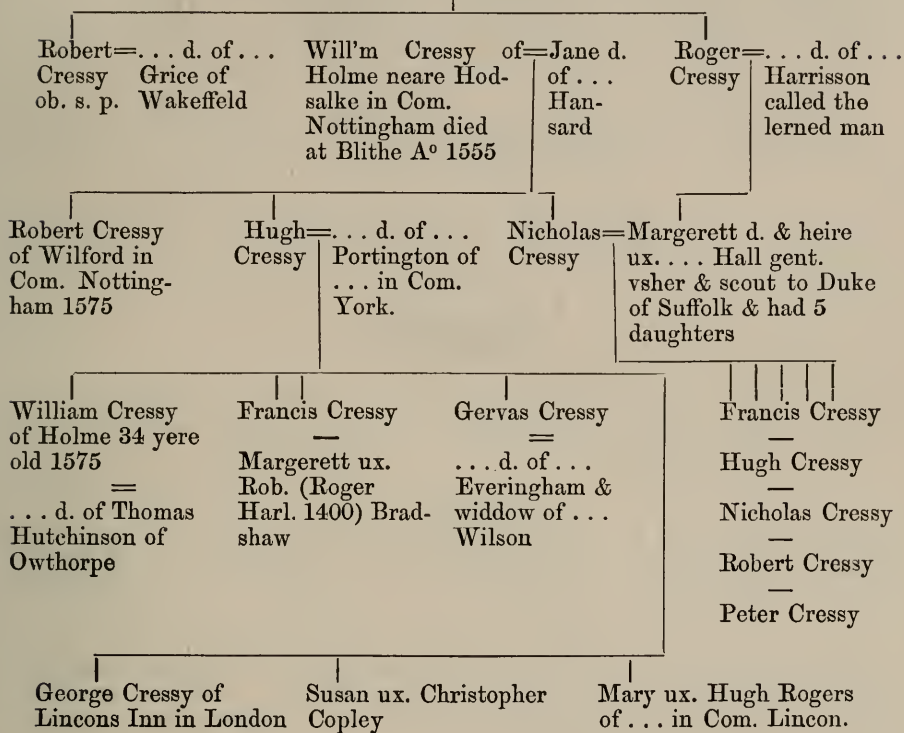 Robert=. . . d. of . . .
Cressy Grice of
ob. s. p. Wakeffeld
Will'm Cressy of=Jane d.
Holme neare Hod- of . . .
salke in Com. Han-
Nottingham died sard
at Blithe Aº 1555
Roger=. . . d. of . . .
Cressy Harrisson
called the
lerned man
Robert Cressy
of Wilford in
Com. Notting-
ham 1575
Hugh=. . . d. of . . .
Cressy Portington of
. . . in Com.
York.
Nicholas=Margerett d. & heire
Cressy ux. . . . Hall gent.
vsher & scout to Duke
of Suffolk & had 5
daughters
William Cressy
of Holme 34 yere
old 1575
=
. . . d. of Thomas
Hutchinson of
Owthorpe
Francis Cressy
—
Margerett ux.
Rob. (Roger
Harl. 1400) Brad-
shaw
Gervas Cressy
=
. . . d. of . . .
Everingham &
widdow of . . .
Wilson
Francis Cressy
—
Hugh Cressy
—
Nicholas Cressy
—
Robert Cressy
—
Peter Cressy
George Cressy of
Lincons Inn in London
Susan ux. Christopher
Copley
Mary ux. Hugh Rogers
of . . . in Com. Lincon.